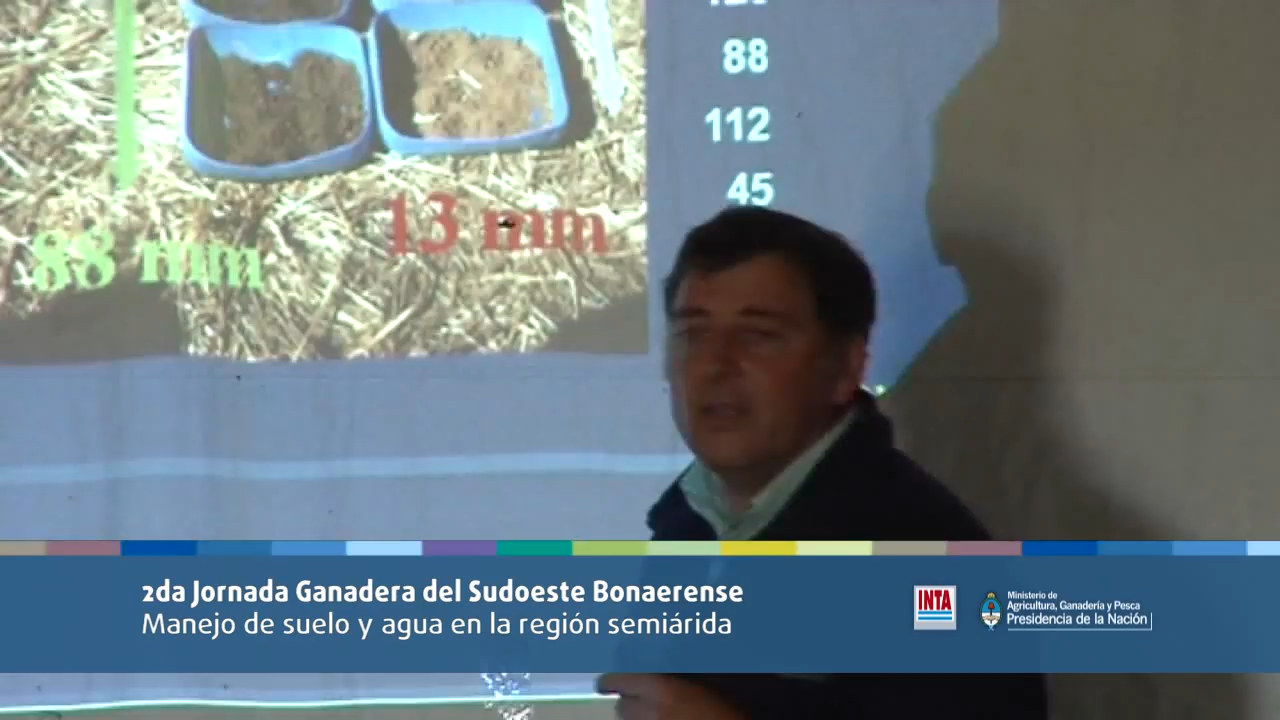 88
112
45
13 mm
88 mm
2da Jornada Ganadera del Sudoeste Bonaerense
Manejo de suelo y agua en la región semiárida
INTA
Ministerio de
Agricultura, Ganadería y Pesca
Presidencia de la Nación